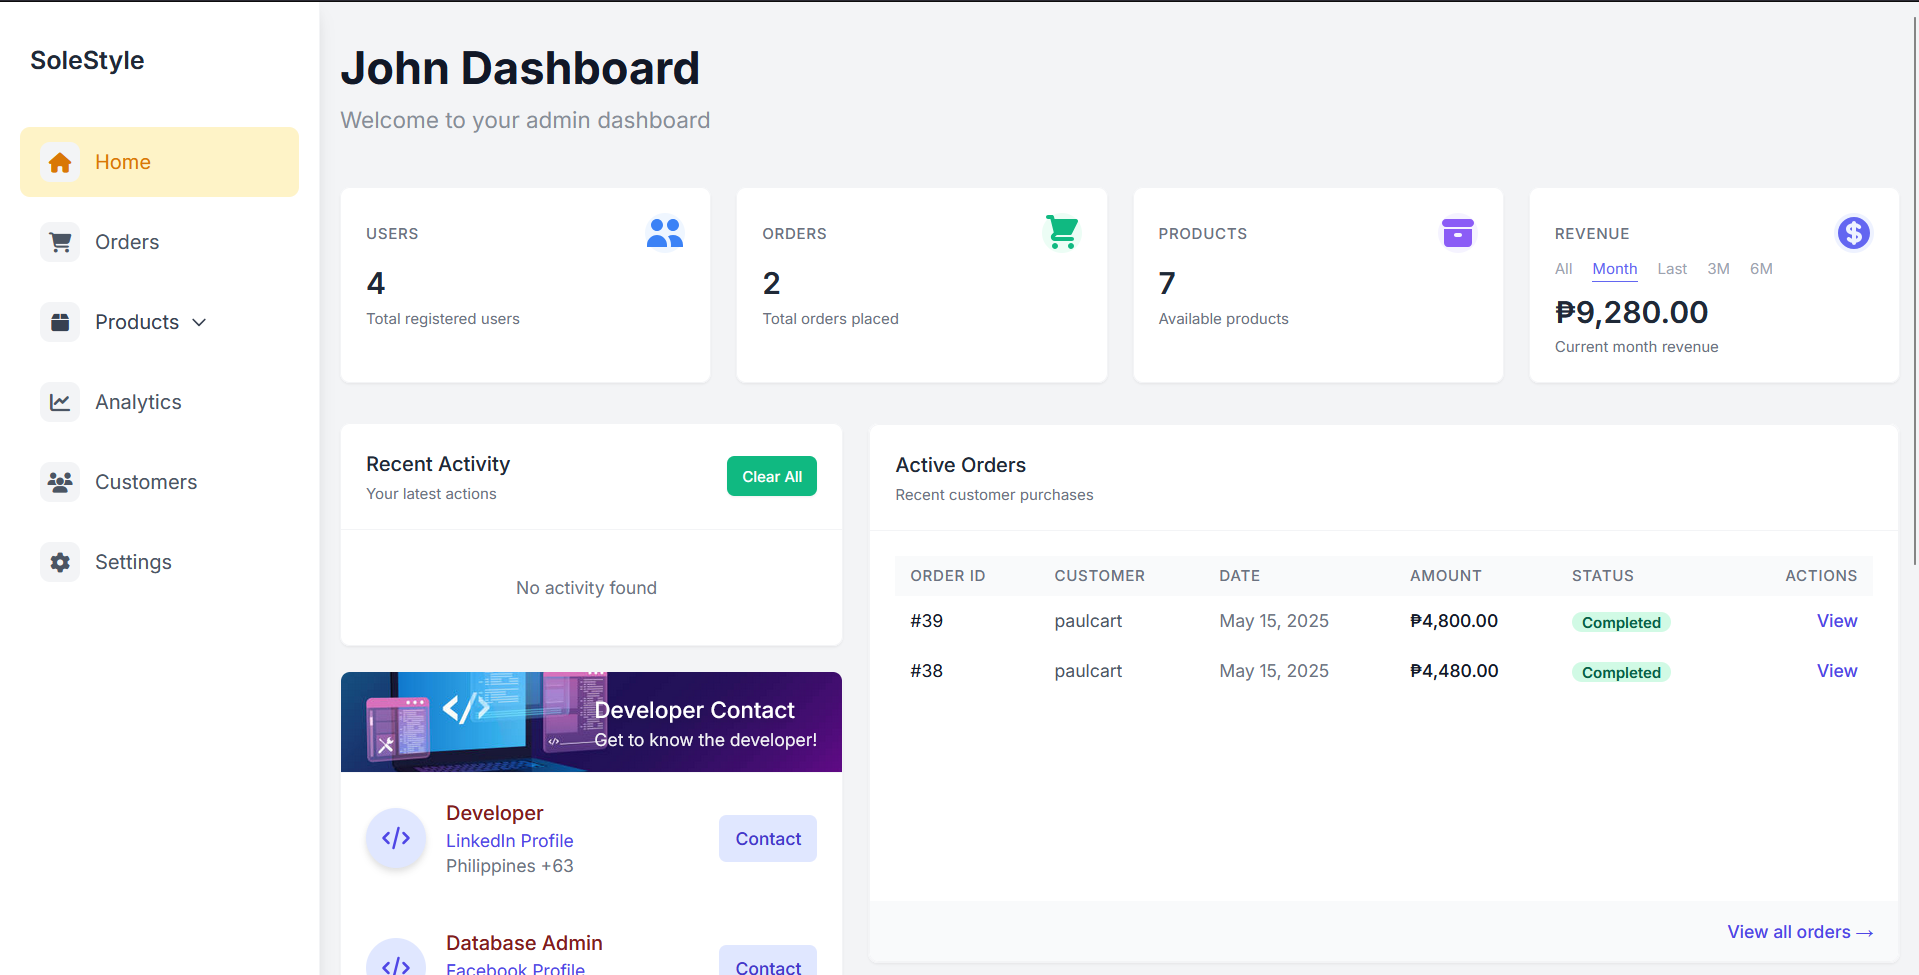 SoleStyle
Home
Orders
Products
Analytics
Customers
Settings
John Dashboard
Welcome to your admin dashboard
USERS
4
Total registered users
ORDERS
2
Total orders placed
PRODUCTS
7
Available products
REVENUE
All Month Last 3M 6M
₱9,280.00
Current month revenue
Recent Activity
Your latest actions
Clear All
No activity found
Developer Contact
Get to know the developer!
Developer
LinkedIn Profile
Philippines +63
Contact
Database Admin
Facebook Profile
Contact
Active Orders
Recent customer purchases
ORDER ID CUSTOMER DATE AMOUNT STATUS ACTIONS
#39 paulcart May 15, 2025 ₱4,800.00 Completed View
#38 paulcart May 15, 2025 ₱4,480.00 Completed View
View all orders →